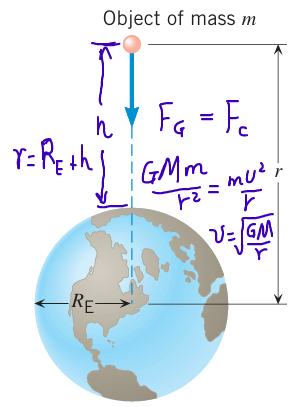 Object of mass m
h
F_G = F_c
r = R_E + h
GMm/r² = mv²/r
r
v = √(GM/r)
R_E